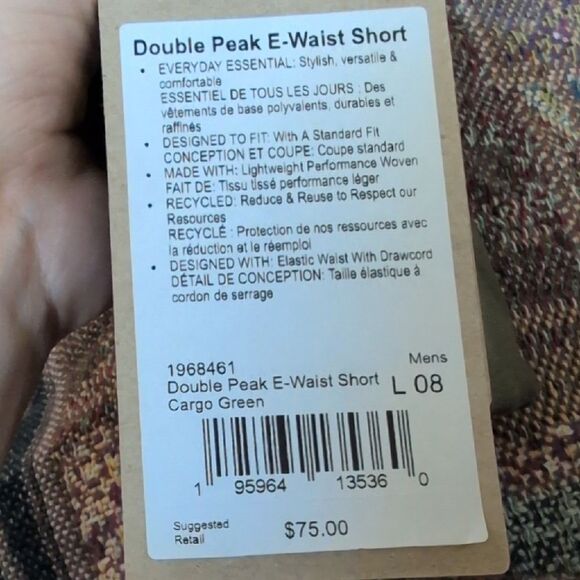 Double Peak E-Waist Short
• EVERYDAY ESSENTIAL: Stylish, versatile &
comfortable
ESSENTIEL DE TOUS LES JOURS : Des
vêtements de base polyvalents, durables et
raffinés
• DESIGNED TO FIT: With A Standard Fit
CONCEPTION ET COUPE: Coupe standard
• MADE WITH: Lightweight Performance Woven
FAIT DE: Tissu tissé performance léger
• RECYCLED: Reduce & Reuse to Respect our
Resources
RECYCLÉ : Protection de nos ressources avec
la réduction et le réemploi
• DESIGNED WITH: Elastic Waist With Drawcord
DÉTAIL DE CONCEPTION: Taille élastique à
cordon de serrage
1968461 Mens
Double Peak E-Waist Short L 08
Cargo Green
1 95964 13536 0
Suggested
Retail $75.00